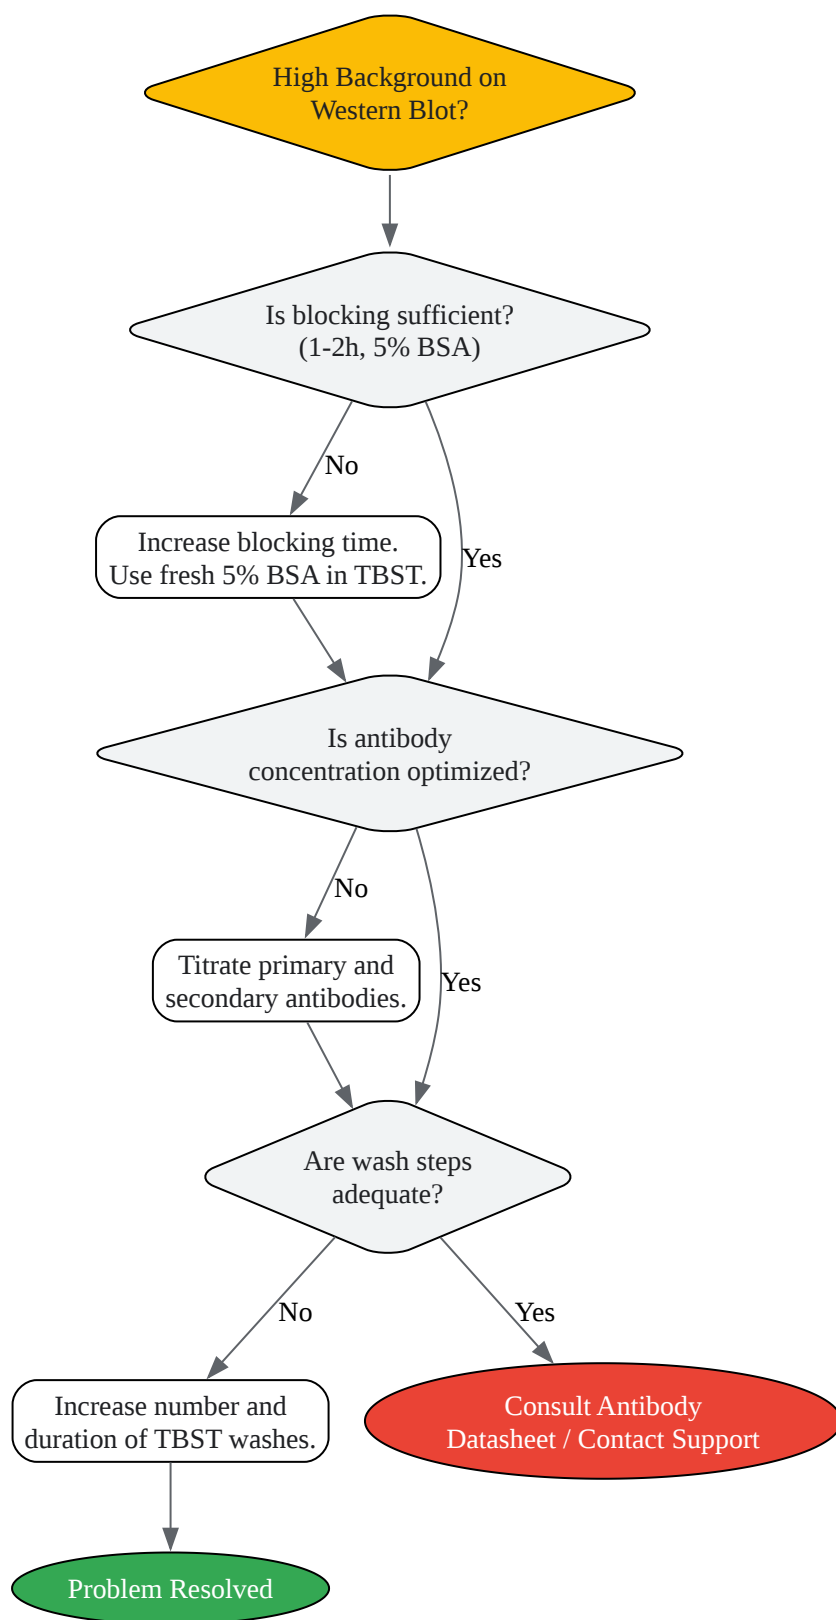 High Background on
Western Blot?
Is blocking sufficient?
(1-2h, 5% BSA)
No
Increase blocking time.
Use fresh 5% BSA in TBST.
Yes
Is antibody
concentration optimized?
No
Titrate primary and
secondary antibodies.
Yes
Are wash steps
adequate?
No
Yes
Increase number and
duration of TBST washes.
Consult Antibody
Datasheet / Contact Support
Problem Resolved